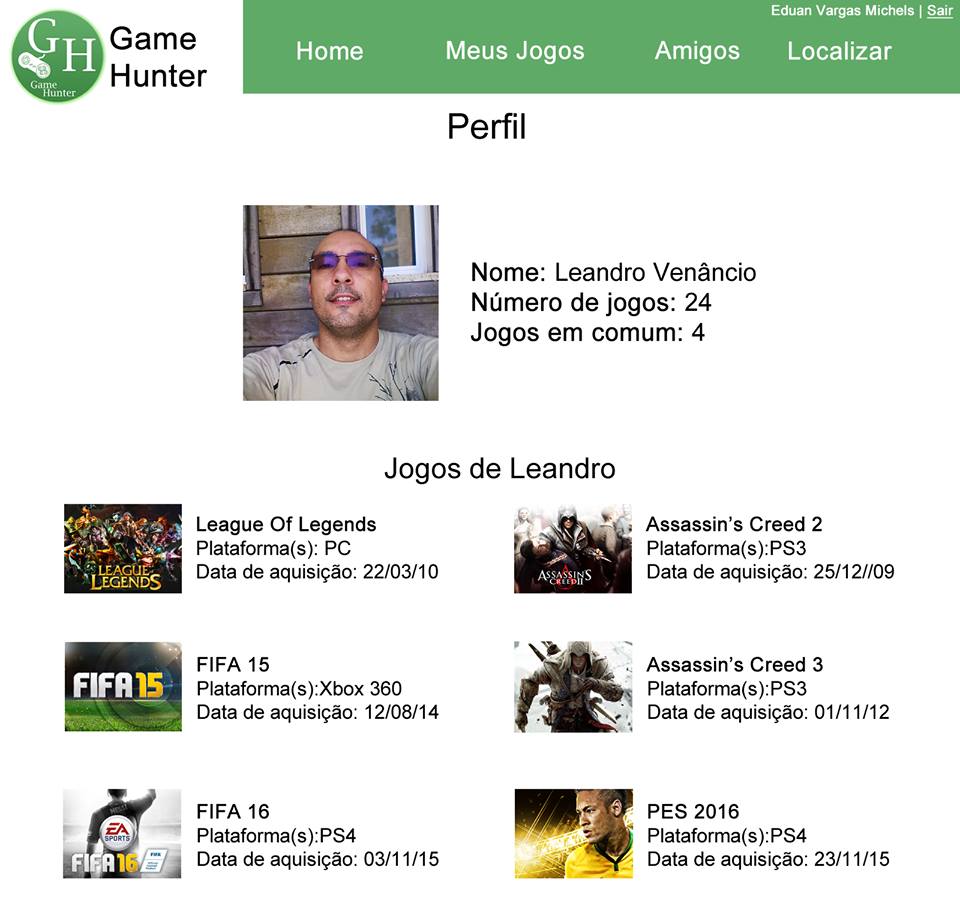 Eduan Vargas Michels | Sair
GH
Game
Hunter
Game
Hunter
Home
Meus Jogos
Amigos
Localizar
Perfil
Nome: Leandro Venâncio
Número de jogos: 24
Jogos em comum: 4
Jogos de Leandro
LEAGUE OF
LEGENDS
League Of Legends
Plataforma(s): PC
Data de aquisição: 22/03/10
ASSASSIN'S
CREED II
Assassin’s Creed 2
Plataforma(s):PS3
Data de aquisição: 25/12//09
FIFA 15
FIFA 15
Plataforma(s):Xbox 360
Data de aquisição: 12/08/14
Assassin’s Creed 3
Plataforma(s):PS3
Data de aquisição: 01/11/12
EA
SPORTS
FIFA 16
FIFA
FIFA 16
Plataforma(s):PS4
Data de aquisição: 03/11/15
PES 2016
Plataforma(s):PS4
Data de aquisição: 23/11/15